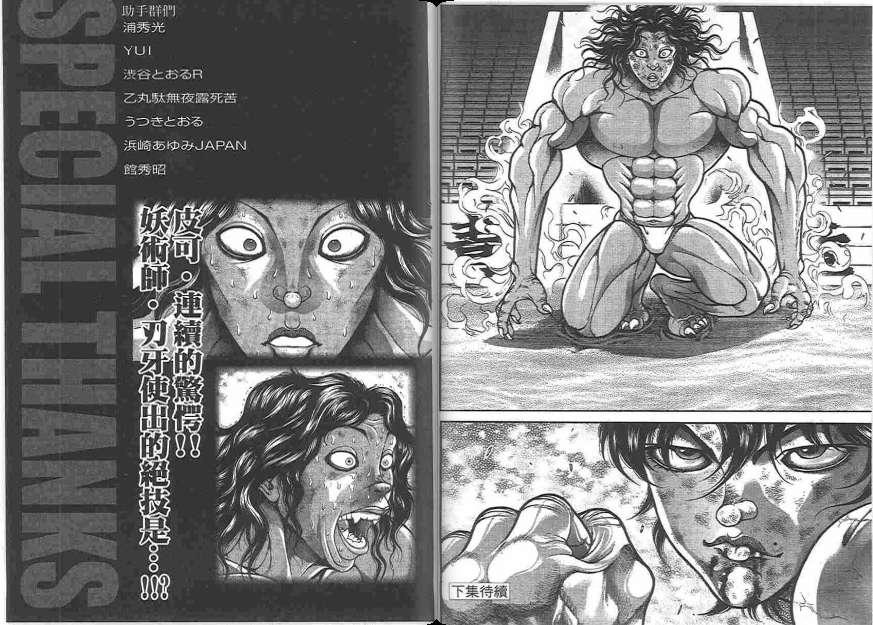 下集待續
SPECIAL THANKS
助手群們
浦秀光
YUI
渋谷とおるR
乙丸駄無夜露死苦
うつきとおる
浜崎あゆみJAPAN
館秀昭
皮可・連續的驚愕!!
妖術師・刃牙使出的絕技是…!!?